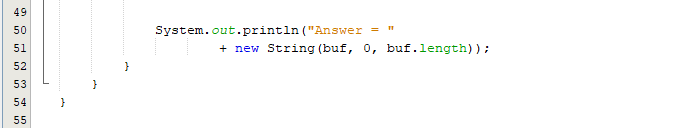 49
50 System.out.println("Answer = "
51 + new String(buf, 0, buf.length));
52 }
53 }
54 }
55